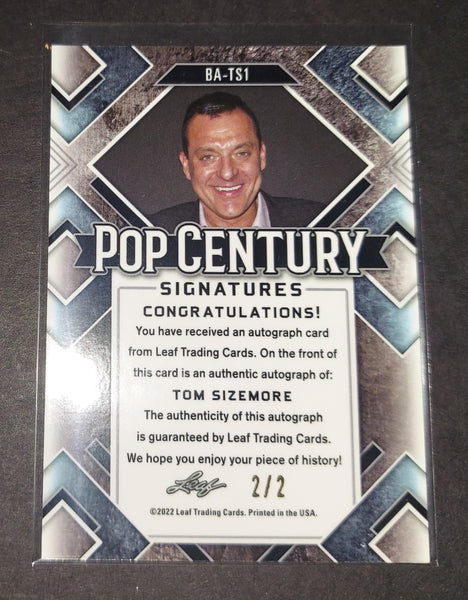 BA-TS1
POP CENTURY
SIGNATURES
CONGRATULATIONS!
You have received an autograph card
from Leaf Trading Cards. On the front of
this card is an authentic autograph of:
TOM SIZEMORE
The authenticity of this autograph
is guaranteed by Leaf Trading Cards.
We hope you enjoy your piece of history!
Leaf 2/2
©2022 Leaf Trading Cards. Printed in the USA.